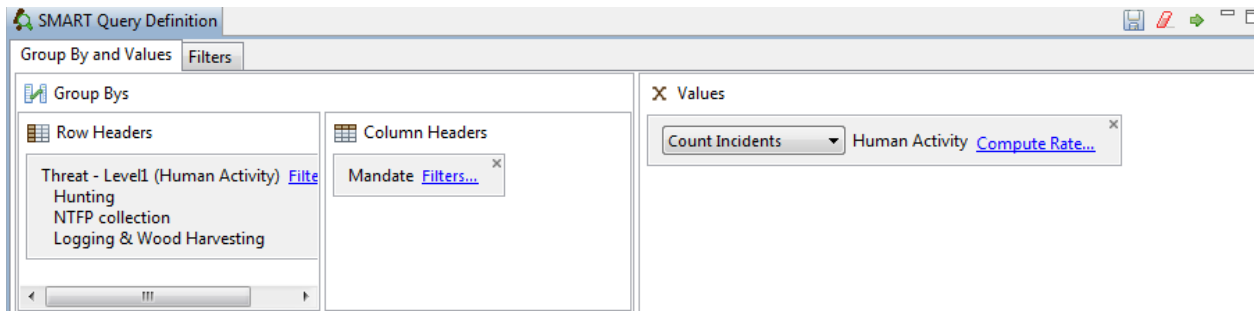 SMART Query Definition
Group By and Values
Filters
Group Bys
Row Headers
Threat - Level1 (Human Activity) Filte
Hunting
NTFP collection
Logging & Wood Harvesting
Column Headers
Mandate Filters...
X Values
Count Incidents Human Activity Compute Rate...